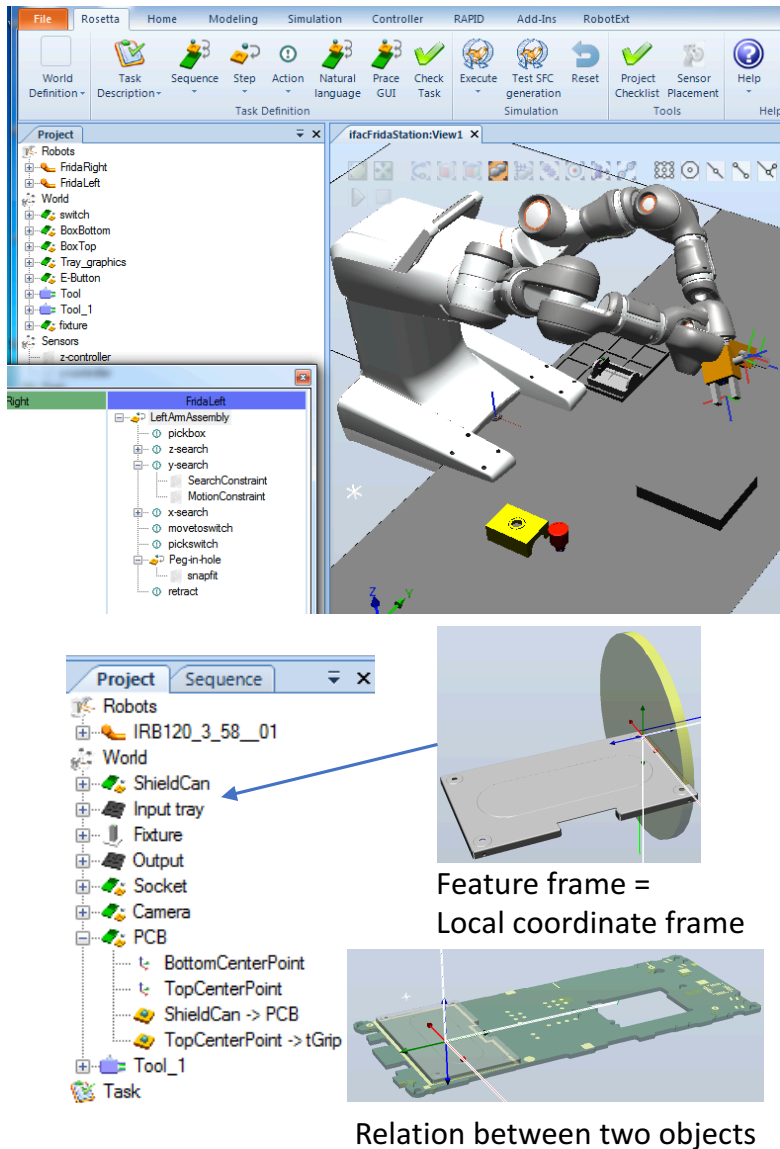 File Rosetta Home Modeling Simulation Controller RAPID Add-Ins RobotExt
World Definition
Task Description
Sequence
Step
Action
Natural language
Prace GUI
Check Task
Execute
Test SFC generation
Reset
Project Checklist
Sensor Placement
Help
Task Definition
Simulation
Tools
Help
Project
ifacFridaStation:View1
Robots
FridaRight
FridaLeft
World
switch
BoxBottom
BoxTop
Tray_graphics
E-Button
Tool
Tool_1
fixture
Sensors
z-controller
Right
FridaLeft
LeftArmAssembly
pickbox
z-search
y-search
SearchConstraint
MotionConstraint
x-search
movetoswitch
pickswitch
Peg-in-hole
snapfit
retract
Z
Y
Project Sequence
Robots
IRB120_3_58__01
World
ShieldCan
Input tray
Fixture
Output
Socket
Camera
PCB
BottomCenterPoint
TopCenterPoint
ShieldCan -> PCB
TopCenterPoint -> tGrip
Tool_1
Task
Feature frame =
Local coordinate frame
Relation between two objects